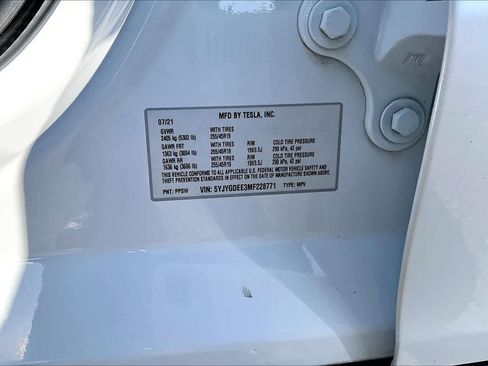 07/21 MFD BY TESLA, INC.
GVWR WITH TIRES
2405 kg (5302 lb) 255/45R19
GAWR FRT WITH TIRES RIM COLD TIRE PRESSURE
1363 kg (3004 lb) 255/45R19 19X9.5J 290 kPa, 42 psi
GAWR RR WITH TIRES RIM COLD TIRE PRESSURE
1636 kg (3606 lb) 255/45R19 19X9.5J 290 kPa, 42 psi
THIS VEHICLE CONFORMS TO ALL APPLICABLE U.S. FEDERAL MOTOR VEHICLE SAFETY AND
THEFT PREVENTION STANDARDS IN EFFECT ON THE DATE OF MANUFACTURE SHOWN ABOVE.
PNT: PPSW VIN: 5YJYGDEE3MF228771 TYPE: MPV